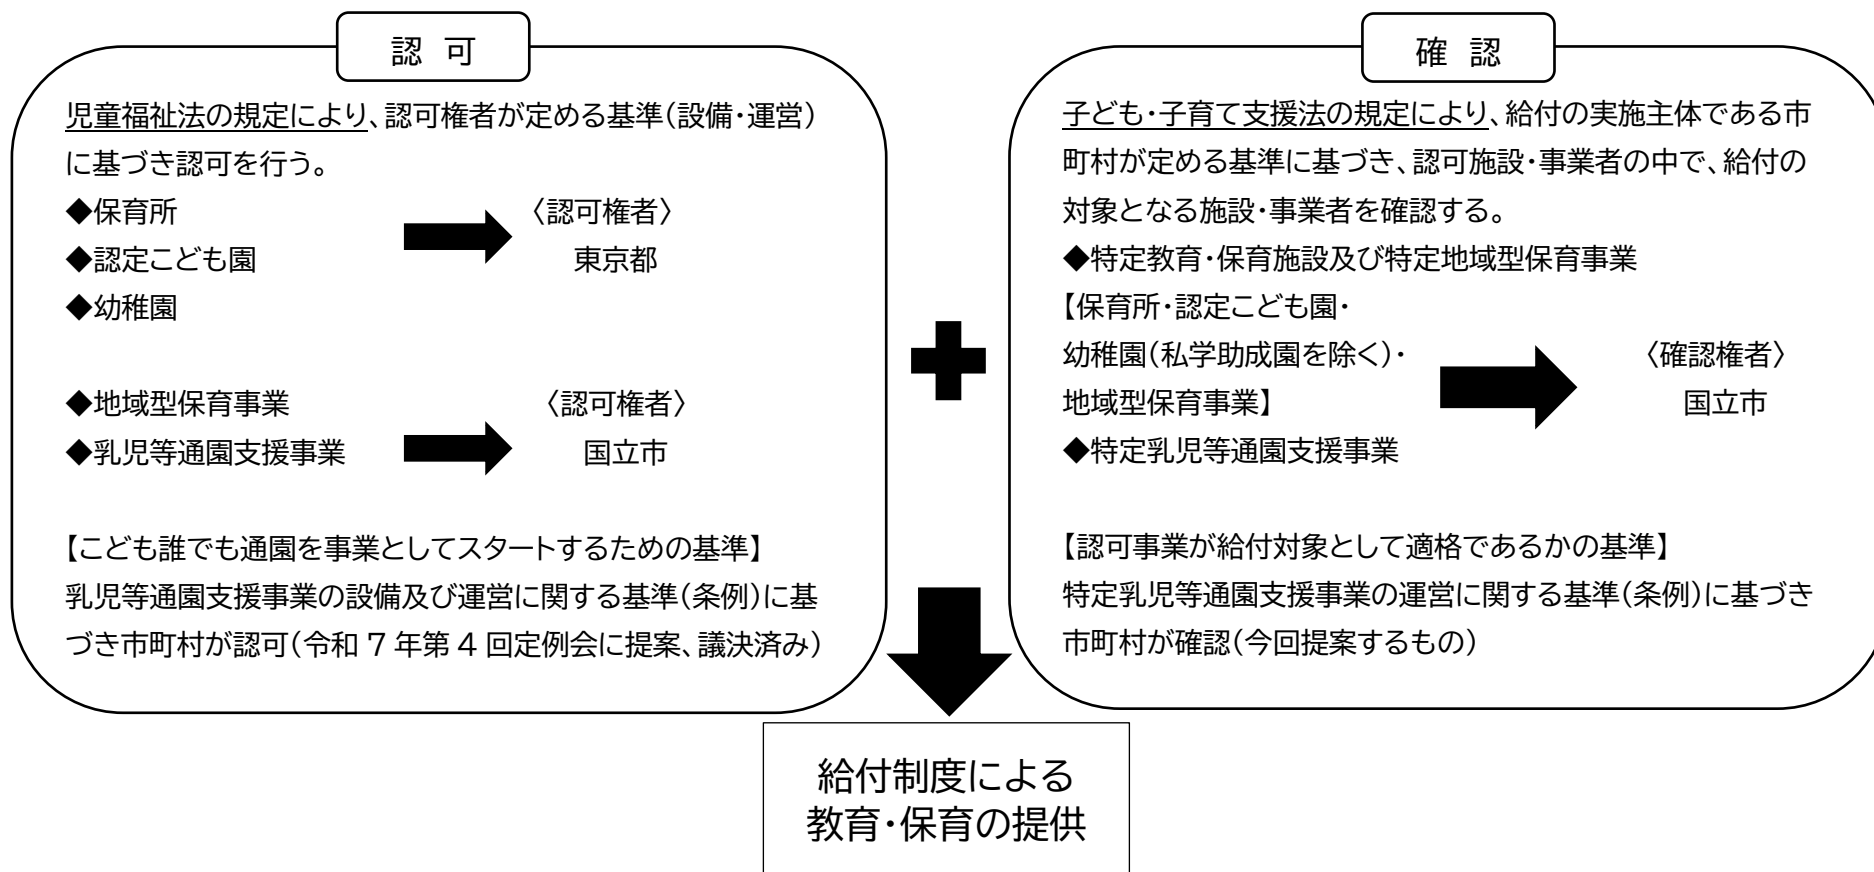 認 可
児童福祉法の規定により、認可権者が定める基準(設備・運営)
に基づき認可を行う。
◆保育所
〈認可権者〉
◆認定こども園
東京都
◆幼稚園
◆地域型保育事業
〈認可権者〉
◆乳児等通園支援事業
国立市
【こども誰でも通園を事業としてスタートするための基準】
乳児等通園支援事業の設備及び運営に関する基準(条例)に基
づき市町村が認可(令和 7 年第 4 回定例会に提案、議決済み)
確 認
子ども・子育て支援法の規定により、給付の実施主体である市
町村が定める基準に基づき、認可施設・事業者の中で、給付の
対象となる施設・事業者を確認する。
◆特定教育・保育施設及び特定地域型保育事業
【保育所・認定こども園・
幼稚園(私学助成園を除く)・
〈確認権者〉
地域型保育事業】
国立市
◆特定乳児等通園支援事業
【認可事業が給付対象として適格であるかの基準】
特定乳児等通園支援事業の運営に関する基準(条例)に基づき
市町村が確認(今回提案するもの)
給付制度による
教育・保育の提供